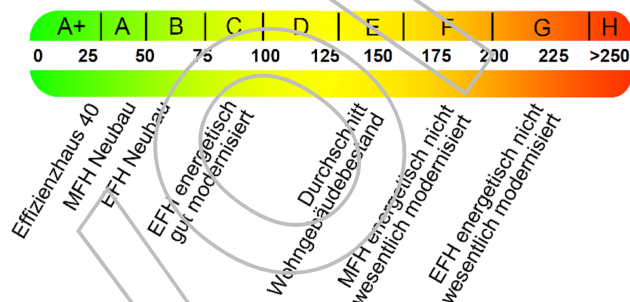 A+ A B C D E F G H
0 25 50 75 100 125 150 175 200 225 >250
Effizienzhaus 40
MFH Neubau
EFH Neubau
EFH energetisch
gut modernisiert
Durchschnitt
Wohngebäudebestand
MFH energetisch nicht
wesentlich modernisiert
EFH energetisch nicht
wesentlich modernisiert